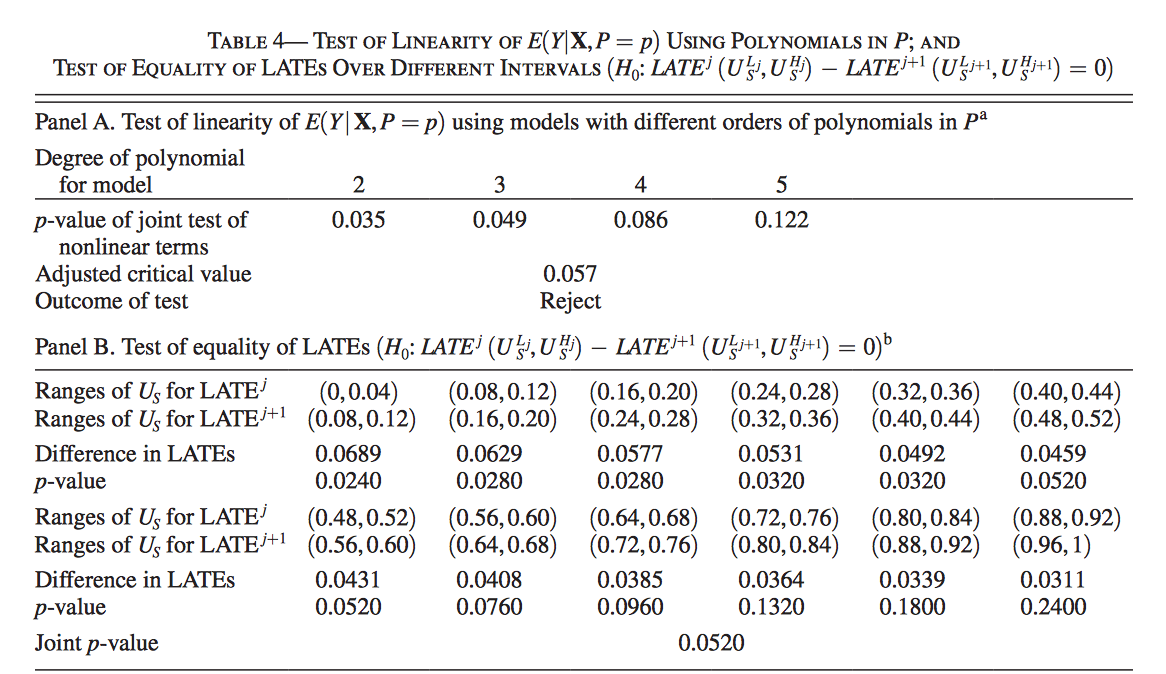 TABLE 4— TEST OF LINEARITY OF E(Y|X, P = p) USING POLYNOMIALS IN P; AND
TEST OF EQUALITY OF LATES OVER DIFFERENT INTERVALS (H₀: LATE^j (U_S^{L_j}, U_S^{H_j}) − LATE^{j+1} (U_S^{L_{j+1}}, U_S^{H_{j+1}}) = 0)
Panel A. Test of linearity of E(Y|X, P = p) using models with different orders of polynomials in P^a
Degree of polynomial
for model 2 3 4 5
p-value of joint test of 0.035 0.049 0.086 0.122
nonlinear terms
Adjusted critical value 0.057
Outcome of test Reject
Panel B. Test of equality of LATEs (H₀: LATE^j (U_S^{L_j}, U_S^{H_j}) − LATE^{j+1} (U_S^{L_{j+1}}, U_S^{H_{j+1}}) = 0)^b
Ranges of U_S for LATE^j (0, 0.04) (0.08, 0.12) (0.16, 0.20) (0.24, 0.28) (0.32, 0.36) (0.40, 0.44)
Ranges of U_S for LATE^{j+1} (0.08, 0.12) (0.16, 0.20) (0.24, 0.28) (0.32, 0.36) (0.40, 0.44) (0.48, 0.52)
Difference in LATEs 0.0689 0.0629 0.0577 0.0531 0.0492 0.0459
p-value 0.0240 0.0280 0.0280 0.0320 0.0320 0.0520
Ranges of U_S for LATE^j (0.48, 0.52) (0.56, 0.60) (0.64, 0.68) (0.72, 0.76) (0.80, 0.84) (0.88, 0.92)
Ranges of U_S for LATE^{j+1} (0.56, 0.60) (0.64, 0.68) (0.72, 0.76) (0.80, 0.84) (0.88, 0.92) (0.96, 1)
Difference in LATEs 0.0431 0.0408 0.0385 0.0364 0.0339 0.0311
p-value 0.0520 0.0760 0.0960 0.1320 0.1800 0.2400
Joint p-value 0.0520